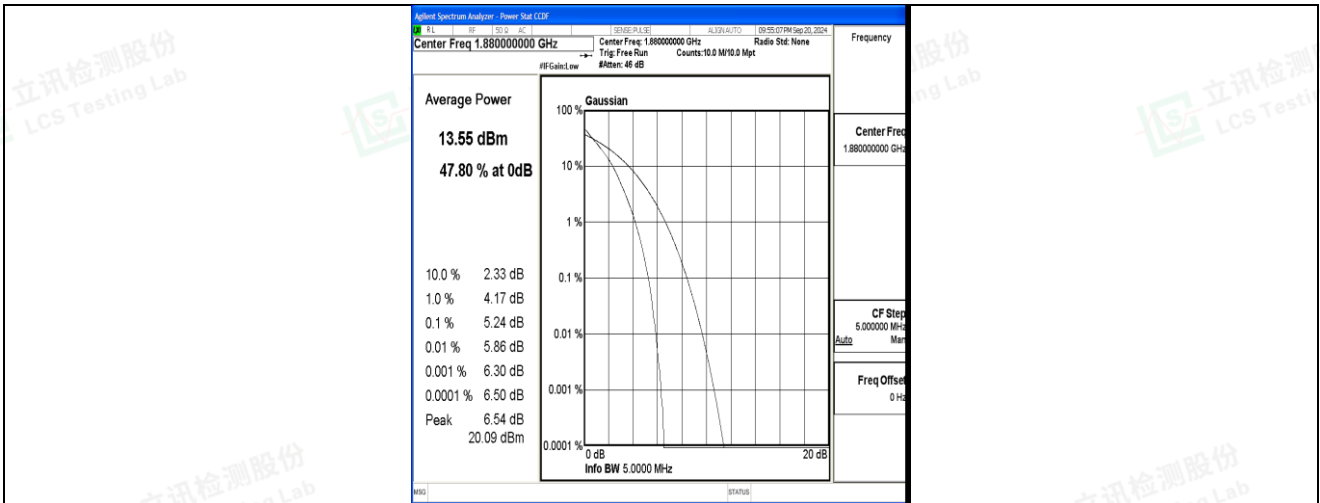 Agilent Spectrum Analyzer - Power Stat CCDF
RL RF 50 Ω AC SENSE:PULSE ALIGN AUTO 09:55:07 PM Sep 20, 2024
Center Freq 1.880000000 GHz
Center Freq: 1.880000000 GHz
Radio Std: None
Trig: Free Run Counts:10.0 M/10.0 Mpt
#IFGain:Low #Atten: 46 dB
Frequency
Average Power
13.55 dBm
47.80 % at 0dB
10.0 % 2.33 dB
1.0 % 4.17 dB
0.1 % 5.24 dB
0.01 % 5.86 dB
0.001 % 6.30 dB
0.0001 % 6.50 dB
Peak 6.54 dB
20.09 dBm
Gaussian
100 %
10 %
1 %
0.1 %
0.01 %
0.001 %
0.0001 %
0 dB 20 dB
Info BW 5.0000 MHz
Center Freq
1.880000000 GHz
CF Step
5.000000 MHz
Auto Man
Freq Offset
0 Hz
MSG STATUS
立讯检测股份
LCS Testing Lab